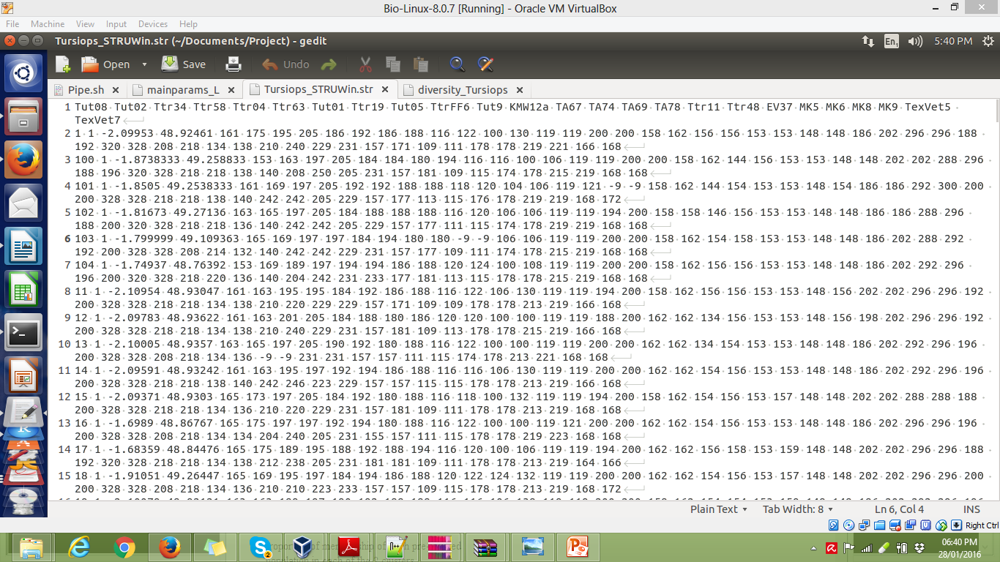 Bio-Linux-8.0.7 [Running] - Oracle VM VirtualBox
File Machine View Input Devices Help
Tursiops_STRUWin.str (~/Documents/Project) - gedit
En1 5:40 PM
Open Save Undo
Pipe.sh mainparams_L Tursiops_STRUWin.str diversity_Tursiops
1 Tut08 Tut02 Ttr34 Ttr58 Ttr04 Ttr63 Tut01 Ttr19 Tut05 TtrFF6 Tut9 KMW12a TA67 TA74 TA69 TA78 Ttr11 Ttr48 EV37 MK5 MK6 MK8 MK9 TexVet5
TexVet7
2 1 1 -2.09953 48.92461 161 175 195 205 186 192 186 188 116 122 100 130 119 119 200 200 158 162 156 156 153 153 148 148 186 202 296 296 188
192 320 328 208 218 134 138 210 240 229 231 157 171 109 111 178 178 219 221 166 168
3 100 1 -1.8738333 49.258833 153 163 197 205 184 184 180 194 116 116 100 106 119 119 200 200 158 162 144 156 153 153 148 148 202 202 288 296
188 196 320 328 218 218 138 140 208 250 205 231 157 181 109 115 174 178 215 219 168 168
4 101 1 -1.8505 49.2538333 161 169 197 205 192 192 188 188 118 120 104 106 119 121 -9 -9 158 162 144 154 153 153 148 154 186 186 292 300 200
200 328 328 218 218 138 140 242 242 205 229 157 177 113 115 176 178 219 219 168 172
5 102 1 -1.81673 49.27136 163 165 197 205 184 188 188 188 116 120 106 106 119 119 194 200 158 158 146 156 153 153 148 148 186 186 288 296
188 200 320 328 218 218 136 140 242 242 205 229 157 177 111 115 174 178 219 219 168 168
6 103 1 -1.799999 49.109363 165 169 197 197 184 194 180 180 -9 -9 106 108 119 119 200 200 158 162 154 158 153 153 148 148 186 202 288 292
192 200 328 328 208 214 132 140 242 242 229 231 157 177 109 111 174 178 215 219 168 168
7 104 1 -1.74937 48.76392 153 169 189 197 194 194 186 188 120 124 100 108 119 119 200 200 158 162 156 156 153 153 148 148 186 202 292 296
196 200 320 328 218 220 136 140 204 242 231 233 177 181 113 115 178 178 215 219 168 168
8 11 1 -2.10954 48.93047 161 163 195 195 184 192 186 188 116 122 106 130 119 119 194 200 158 162 156 156 153 153 148 156 202 202 296 296 192
200 328 328 218 218 134 138 210 220 229 229 157 171 109 109 178 178 213 219 166 168
9 12 1 -2.09783 48.93622 161 163 201 205 184 188 180 186 120 120 100 100 119 119 188 200 162 162 134 156 153 153 148 156 198 202 296 296 192
200 328 328 218 218 134 138 210 240 229 231 157 181 109 113 178 178 215 219 166 168
10 13 1 -2.10005 48.9357 163 165 197 205 190 192 180 188 116 122 100 100 119 119 200 200 162 162 134 154 153 153 148 148 186 202 292 296 196
200 328 328 208 218 134 136 -9 -9 231 231 157 157 111 115 174 178 213 221 168 168
11 14 1 -2.09591 48.93242 161 163 195 197 192 194 186 188 116 116 106 130 119 119 200 200 162 162 154 156 153 153 148 148 186 202 292 296 196
200 328 328 218 218 138 140 242 246 223 229 157 157 115 115 178 178 213 219 166 168
12 15 1 -2.09371 48.9303 165 173 197 205 184 192 180 188 116 118 100 132 119 119 194 200 158 162 154 156 153 157 148 148 202 202 288 288 188
200 328 328 218 218 134 136 210 220 229 231 157 181 109 111 178 178 213 219 168 168
13 16 1 -1.6989 48.86767 165 175 197 197 192 194 180 188 116 122 100 100 119 121 200 200 162 162 154 156 153 153 148 148 186 202 296 296 196
200 328 328 208 218 134 134 204 240 205 231 155 157 111 115 178 178 219 223 168 168
14 17 1 -1.68359 48.84476 165 175 189 195 188 192 188 194 116 120 100 106 119 119 194 200 162 162 156 158 153 159 148 148 202 202 296 296 188
192 320 328 218 218 134 138 212 238 205 231 181 181 109 111 178 178 213 219 164 166
15 18 1 -1.91051 49.26447 165 169 195 197 184 194 186 188 120 122 124 132 119 119 200 200 162 162 154 156 153 157 148 148 202 202 296 296 200
200 328 328 208 218 134 136 210 210 223 233 157 157 109 115 178 178 213 219 168 172
Plain Text Tab Width: 8 Ln 6, Col 4 INS
Right Ctrl
06:40 PM
28/01/2016